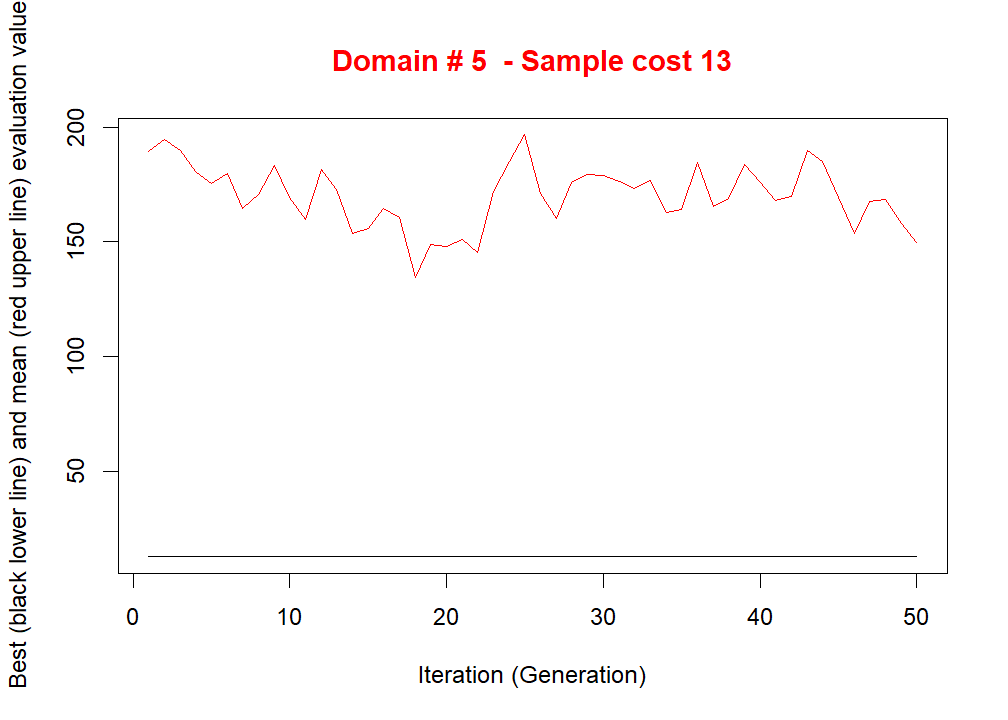 Domain # 5  - Sample cost 13
Best (black lower line) and mean (red upper line) evaluation value
200
150
100
50
0 10 20 30 40 50
Iteration (Generation)